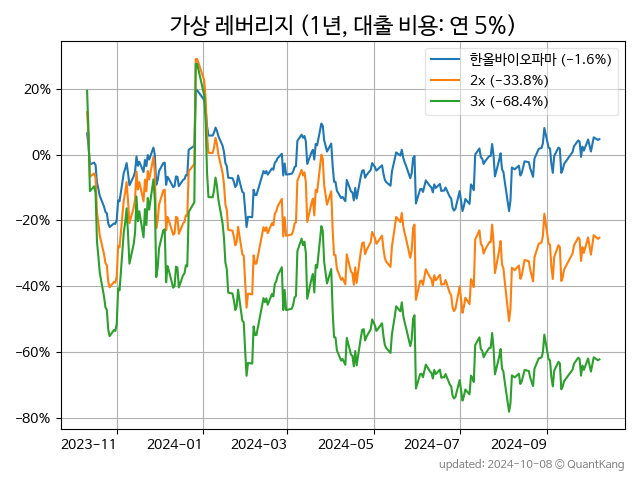 가상 레버리지 (1년, 대출 비용: 연 5%)
한올바이오파마 (−1.6%)
2x (−33.8%)
3x (−68.4%)
20%
0%
−20%
−40%
−60%
−80%
2023-11
2024-01
2024-03
2024-05
2024-07
2024-09
updated: 2024-10-08 © QuantKang